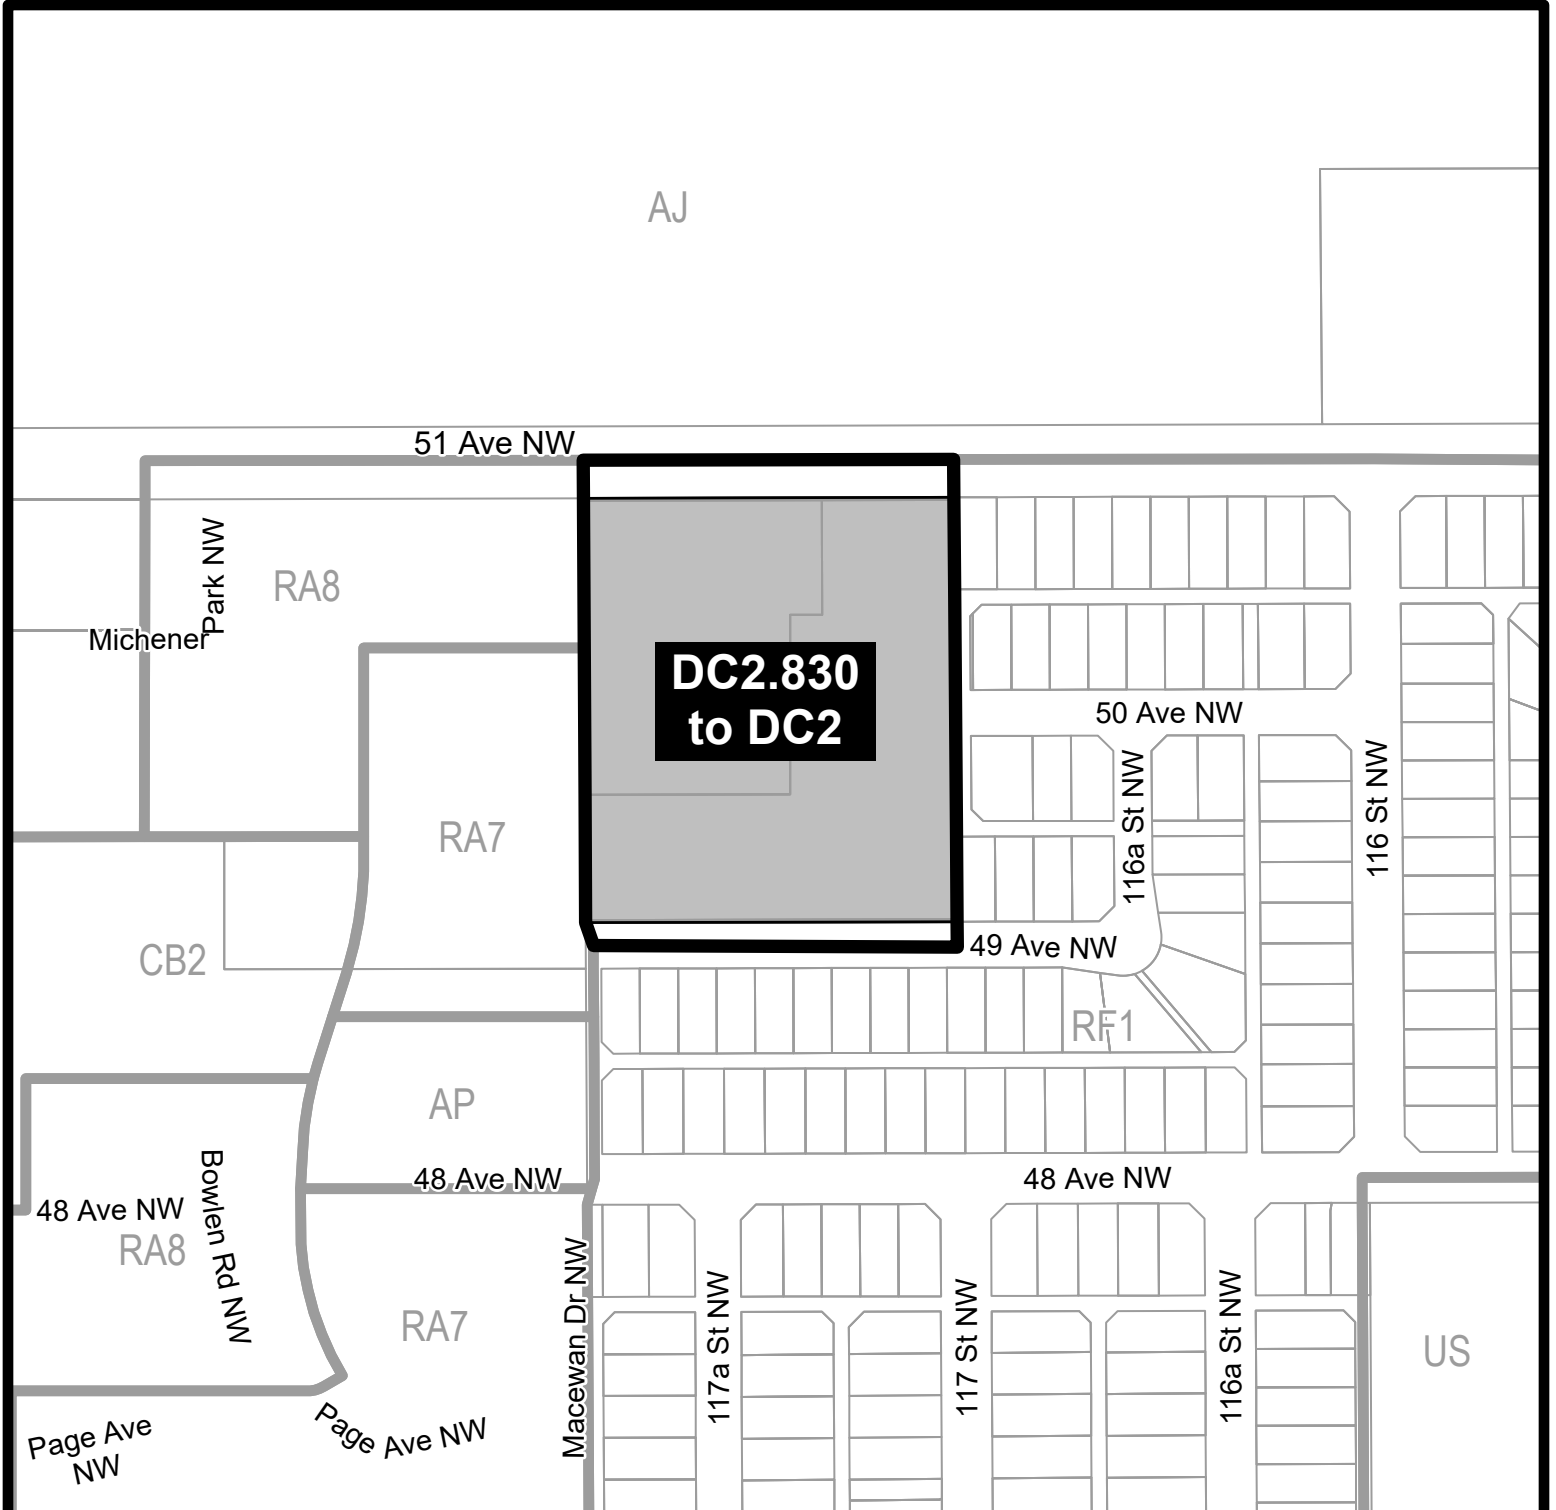 AJ
51 Ave NW
Park NW
RA8
Michener
DC2.830
to DC2
50 Ave NW
116a St NW
116 St NW
RA7
CB2
49 Ave NW
RF1
AP
48 Ave NW
48 Ave NW
48 Ave NW
Bowlen Rd NW
RA8
Macewan Dr NW
117a St NW
117 St NW
116a St NW
RA7
US
Page Ave
NW
Page Ave NW